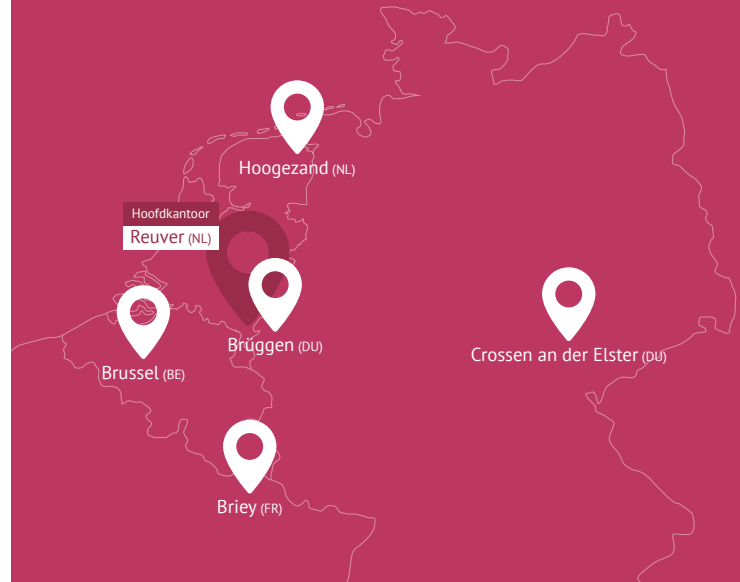 Hoogezand (NL)
Hoofdkantoor
Reuver (NL)
Brüggen (DU)
Crossen an der Elster (DU)
Brussel (BE)
Briey (FR)